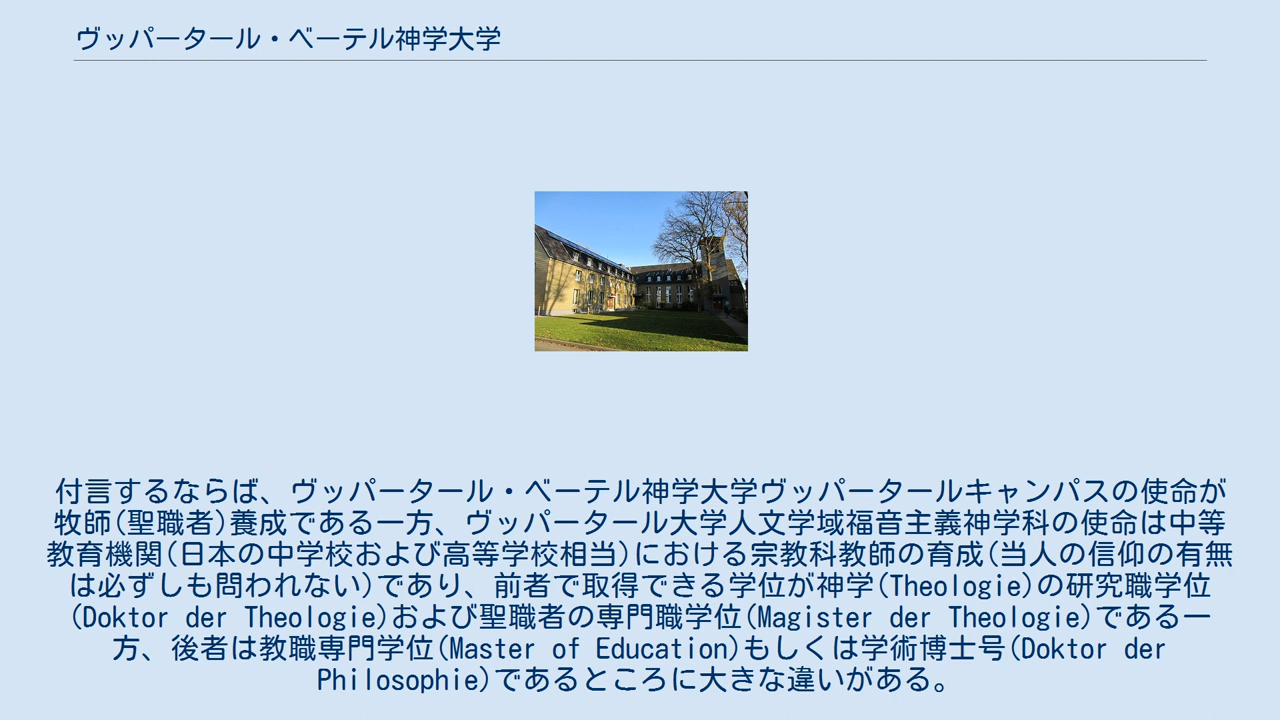 ヴッパータール・ベーテル神学大学
付言するならば、ヴッパータール・ベーテル神学大学ヴッパータールキャンパスの使命が
牧師(聖職者)養成である一方、ヴッパータール大学人文学域福音主義神学科の使命は中等
教育機関(日本の中学校および高等学校相当)における宗教科教師の育成(当人の信仰の有無
は必ずしも問われない)であり、前者で取得できる学位が神学(Theologie)の研究職学位
(Doktor der Theologie)および聖職者の専門職学位(Magister der Theologie)である一
方、後者は教職専門学位(Master of Education)もしくは学術博士号(Doktor der
Philosophie)であるところに大きな違いがある。